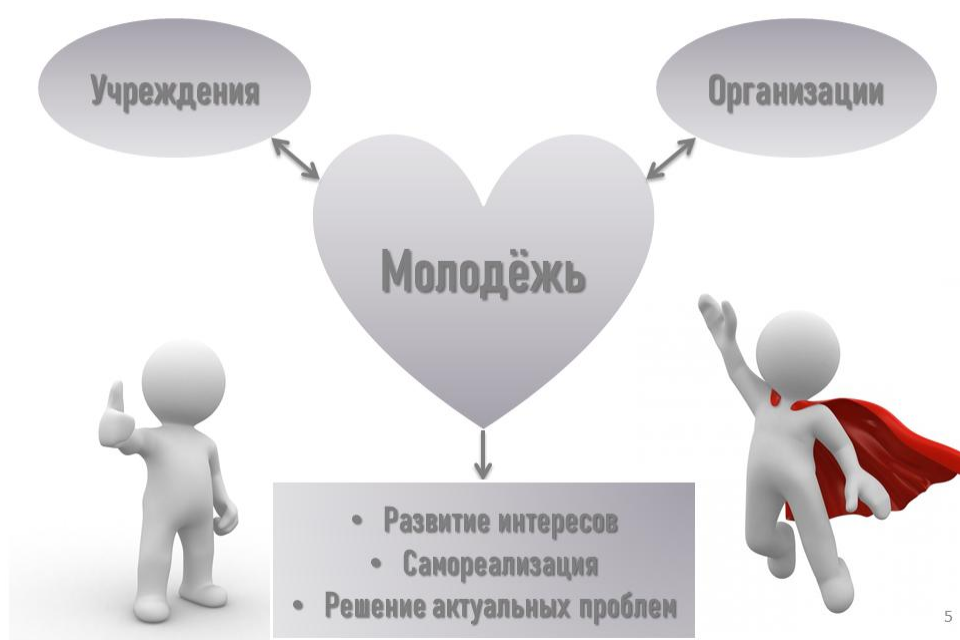 Учреждения
Организации
Молодёжь
• Развитие интересов
• Самореализация
• Решение актуальных проблем
5